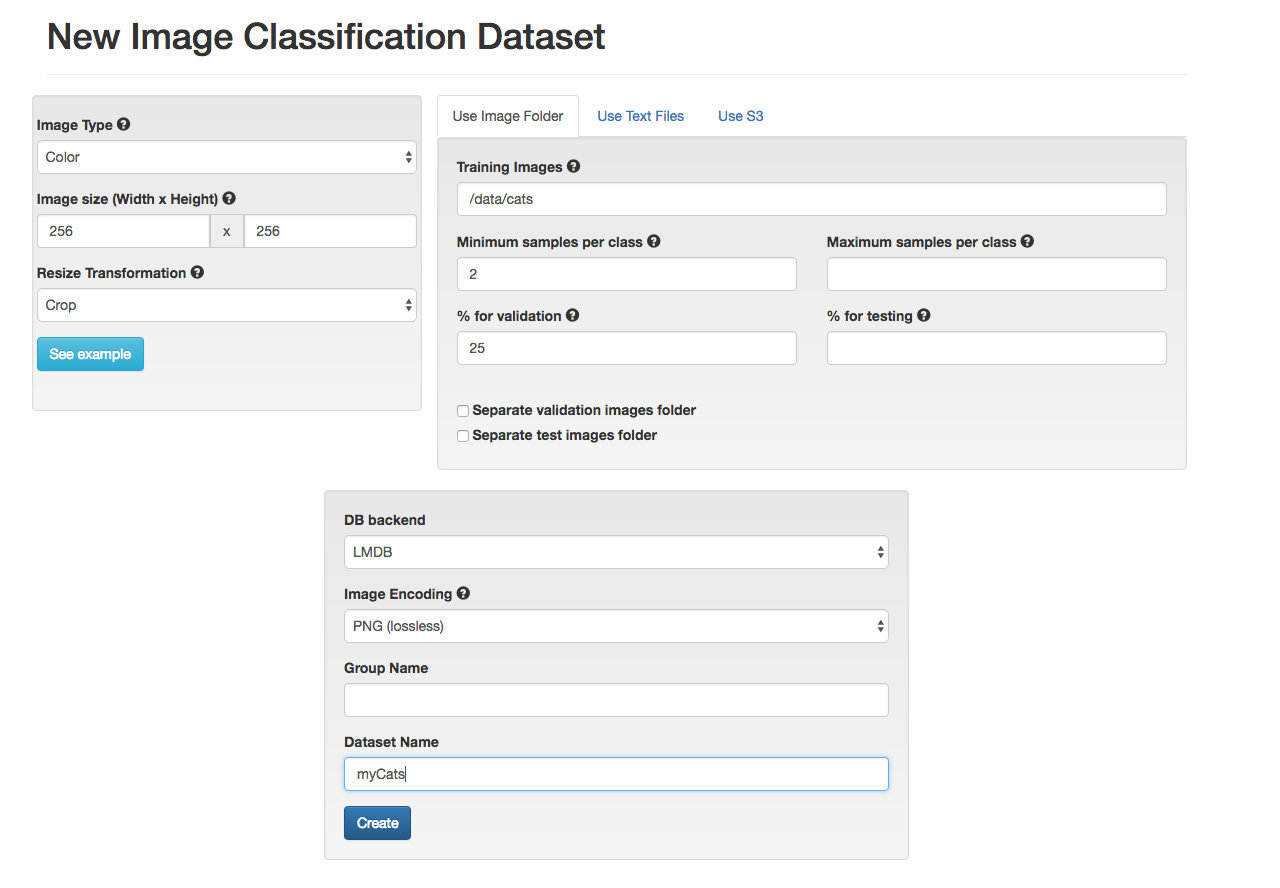 New Image Classification Dataset
Image Type ?
Color
Image size (Width x Height) ?
256 x 256
Resize Transformation ?
Crop
See example
Use Image Folder Use Text Files Use S3
Training Images ?
/data/cats
Minimum samples per class ? Maximum samples per class ?
2
% for validation ? % for testing ?
25
Separate validation images folder
Separate test images folder
DB backend
LMDB
Image Encoding ?
PNG (lossless)
Group Name
Dataset Name
myCats
Create